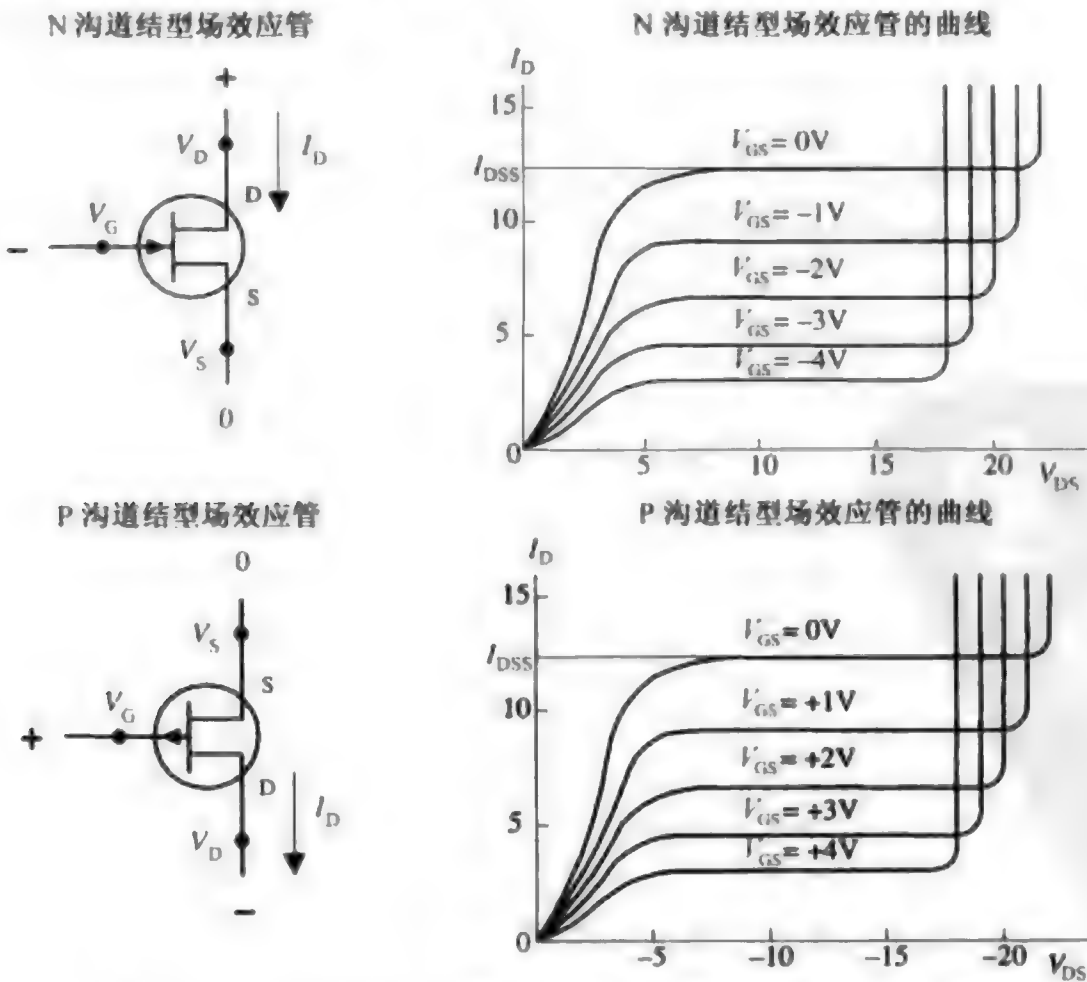 N 沟道结型场效应管
+
V_D
I_D
D
V_G
−
S
V_S
0
N 沟道结型场效应管的曲线
I_D
15
I_DSS
10
5
0
V_GS = 0V
V_GS = −1V
V_GS = −2V
V_GS = −3V
V_GS = −4V
5 10 15 20
V_DS
P 沟道结型场效应管
0
V_S
S
V_G
+
D
V_D
I_D
−
P 沟道结型场效应管的曲线
I_D
15
I_DSS
10
5
0
V_GS = 0V
V_GS = +1V
V_GS = +2V
V_GS = +3V
V_GS = +4V
−5 −10 −15 −20
V_DS